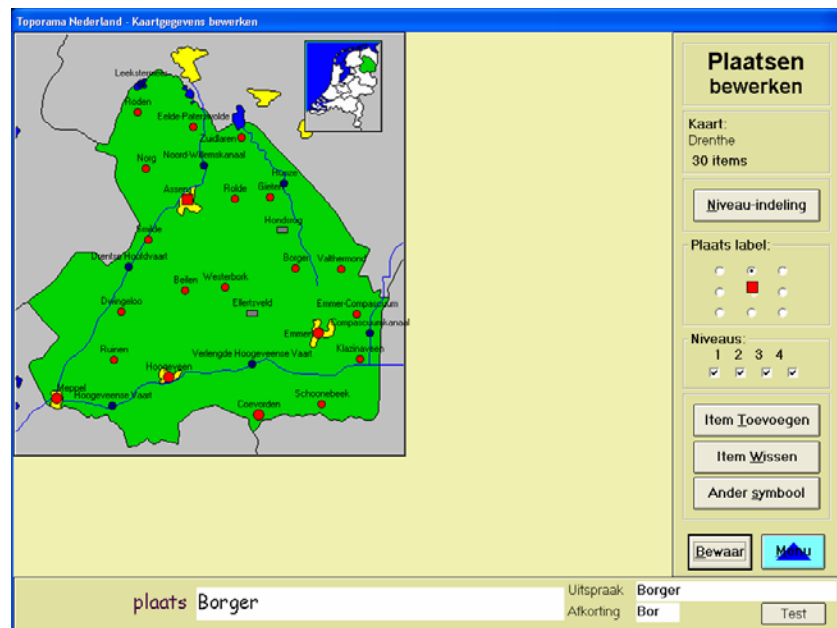 Toporama Nederland - Kaartgegevens bewerken
Leekstermeer
Roden
Eelde-Paterswolde
Zuidlaren
Norg
Noord-Willemskanaal
Hunze
Assen
Rolde
Gieten
Hondsrug
Smilde
Drentse Hoofdvaart
Borger
Valthermond
Beilen
Westerbork
Dwingeloo
Ellertsveld
Emmer-Compascuum
Emmen
Compascuumkanaal
Ruinen
Verlengde Hoogeveense Vaart
Klazinaveen
Hoogeveen
Meppel
Hoogeveense Vaart
Coevorden
Schoonebeek
Plaatsen
bewerken
Kaart:
Drenthe
30 items
Niveau-indeling
Plaats label:
Niveaus:
1 2 3 4
Item Toevoegen
Item Wissen
Ander symbool
Bewaar
Menu
plaats Borger
Uitspraak Borger
Afkorting Bor
Test